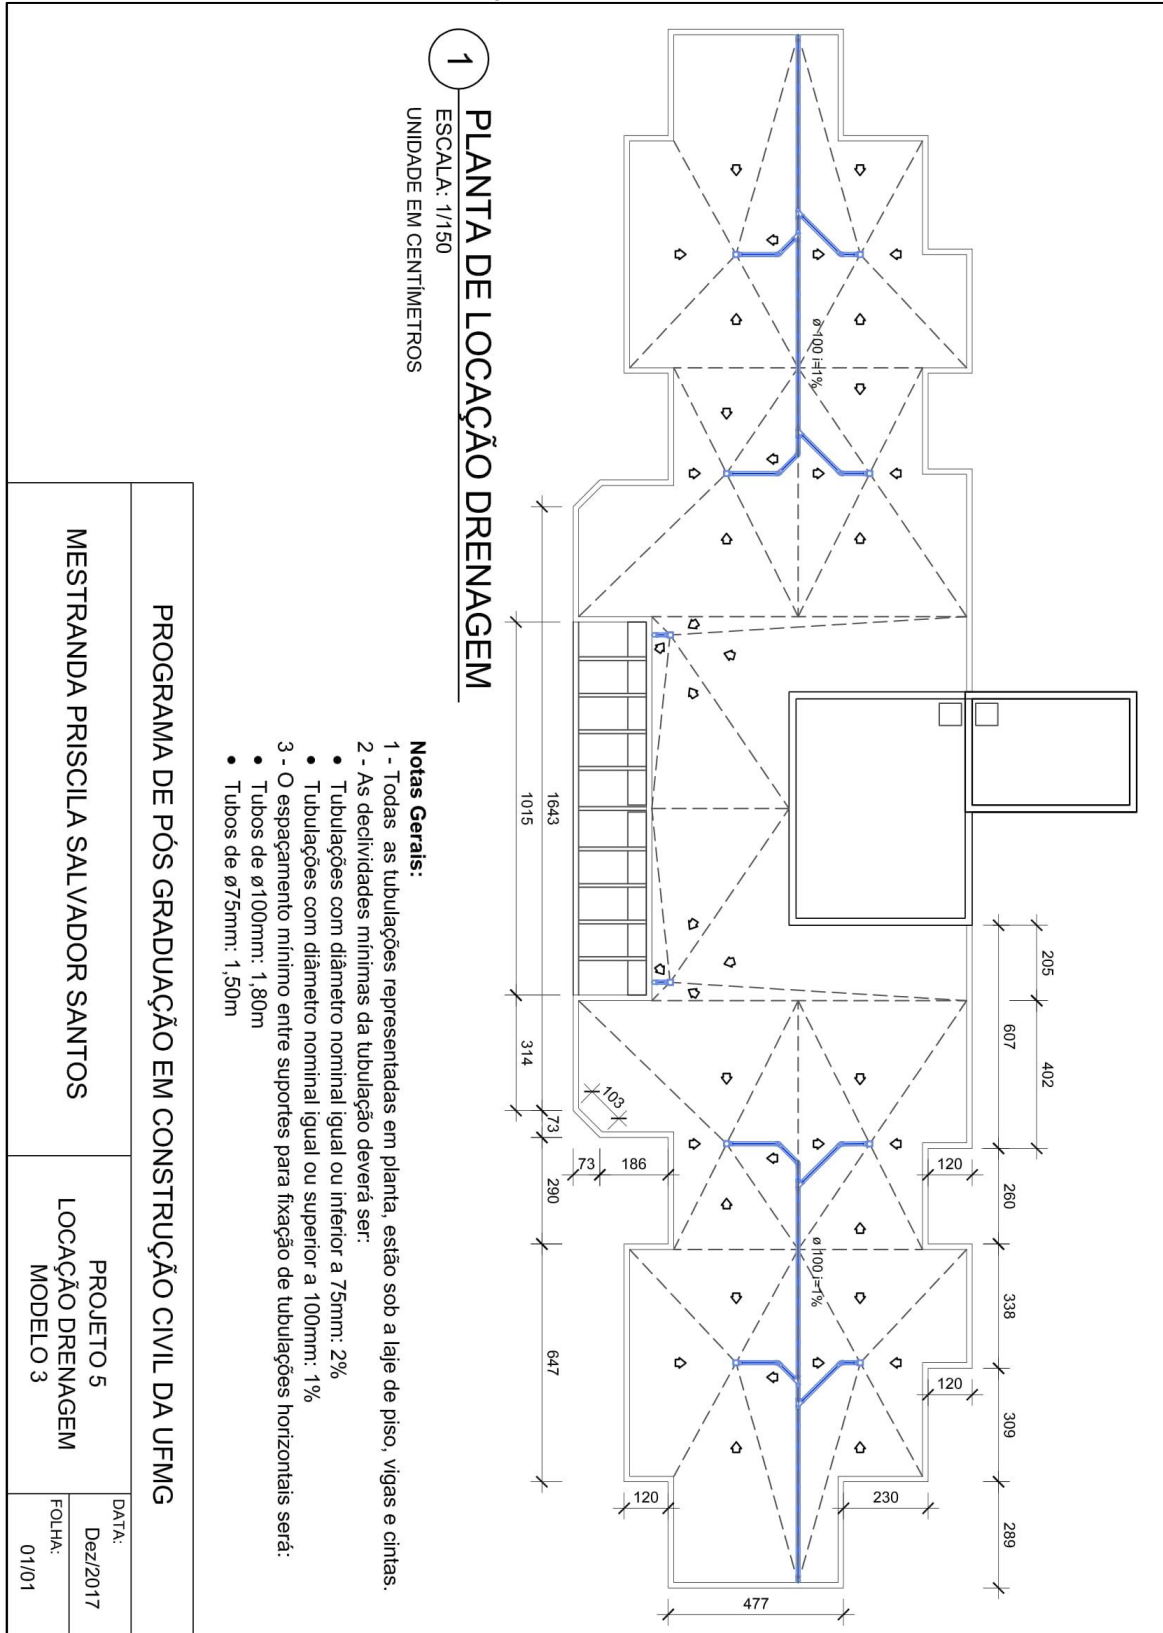 1
PLANTA DE LOCAÇÃO DRENAGEM
ESCALA: 1/150
UNIDADE EM CENTÍMETROS
ø 100 i=1%
ø 100 i=1%
205
402
607
260
338
309
289
120
120
230
477
120
186
73
103
1643
73
1015
314
290
647
Notas Gerais:
1 - Todas as tubulações representadas em planta, estão sob a laje de piso, vigas e cintas.
2 - As declividades mínimas da tubulação deverá ser:
• Tubulações com diâmetro nominal igual ou inferior a 75mm: 2%
• Tubulações com diâmetro nominal igual ou superior a 100mm: 1%
3 - O espaçamento mínimo entre suportes para fixação de tubulações horizontais será:
• Tubos de ø100mm: 1,80m
• Tubos de ø75mm: 1,50m
PROGRAMA DE PÓS GRADUAÇÃO EM CONSTRUÇÃO CIVIL DA UFMG
MESTRANDA PRISCILA SALVADOR SANTOS
PROJETO 5
LOCAÇÃO DRENAGEM
MODELO 3
DATA:
Dez/2017
FOLHA:
01/01